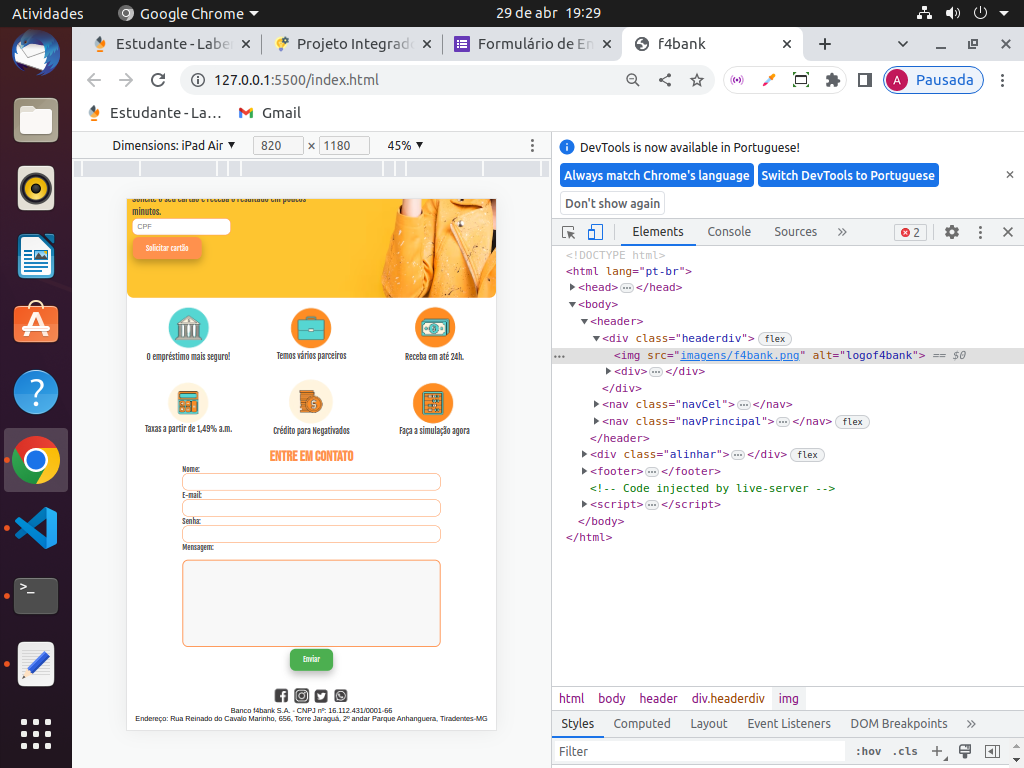 Atividades
Google Chrome
29 de abr 19:29
Estudante - Labe
Projeto Integrado
Formulário de En
f4bank
127.0.0.1:5500/index.html
A
Pausada
Estudante - La...
Gmail
Dimensions: iPad Air ▼
820 × 1180
45% ▼
minutos.
CPF
Solicitar cartão
O empréstimo mais seguro!
Temos vários parceiros
Receba em até 24h.
Taxas a partir de 1,49% a.m.
Crédito para Negativados
Faça a simulação agora
ENTRE EM CONTATO
Nome:
E-mail:
Senha:
Mensagem:
Enviar
Banco f4bank S.A. - CNPJ nº: 16.112.431/0001-66
Endereço: Rua Reinado do Cavalo Marinho, 656, Torre Jaraguá, 2º andar Parque Anhanguera, Tiradentes-MG
DevTools is now available in Portuguese!
Always match Chrome's language
Switch DevTools to Portuguese
Don't show again
Elements
Console
Sources
»
2
<!DOCTYPE html>
<html lang="pt-br">
<head>…</head>
<body>
<header>
<div class="headerdiv"> flex
<img src="imagens/f4bank.png" alt="logof4bank"> == $0
<div>…</div>
</div>
<nav class="navCel">…</nav>
<nav class="navPrincipal">…</nav> flex
</header>
<div class="alinhar">…</div> flex
<footer>…</footer>
<!-- Code injected by live-server -->
<script>…</script>
</body>
</html>
html
body
header
div.headerdiv
img
Styles
Computed
Layout
Event Listeners
DOM Breakpoints
»
Filter
:hov
.cls